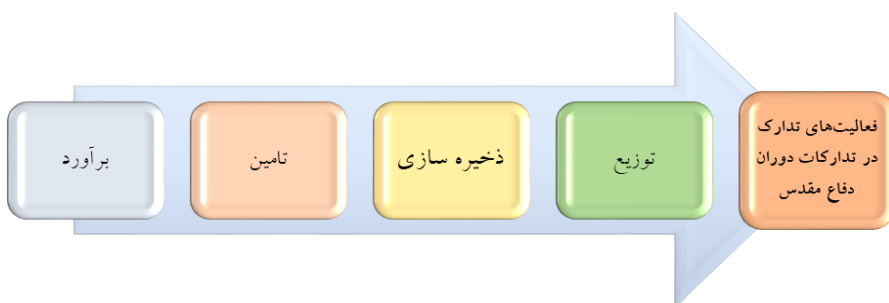 برآورد
تامین
ذخیره سازی
توزیع
فعالیت‌های تدارک
در تدارکات دوران
دفاع مقدس